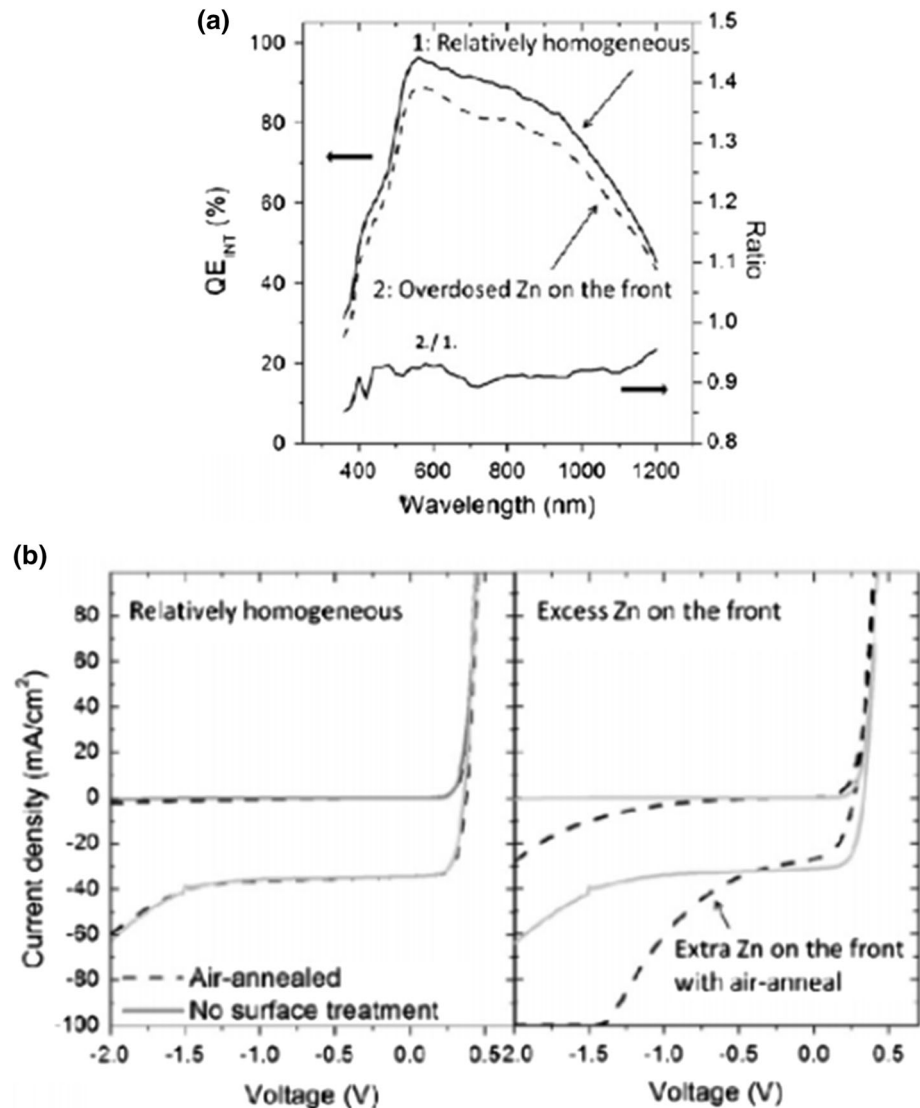 (a)
100
80
60
40
20
0
QE_INT (%)
1: Relatively homogeneous
2: Overdosed Zn on the front
2./ 1.
1.5
1.4
1.3
1.2
1.1
1.0
0.9
0.8
Ratio
400 600 800 1000 1200
Wavelength (nm)
(b)
Relatively homogeneous
Excess Zn on the front
80
60
40
20
0
-20
-40
-60
-80
-100
Current density (mA/cm²)
Air-annealed
No surface treatment
Extra Zn on the front
with air-anneal
-2.0 -1.5 -1.0 -0.5 0.0 0.5 2.0 -1.5 -1.0 -0.5 0.0 0.5
Voltage (V) Voltage (V)